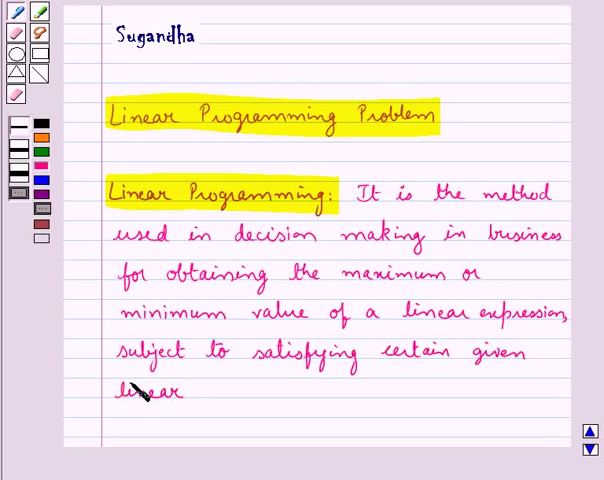 Sugandha
Linear Programming Problem
Linear Programming: It is the method
used in decision making in business
for obtaining the maximum or
minimum value of a linear expression,
subject to satisfying certain given
linear